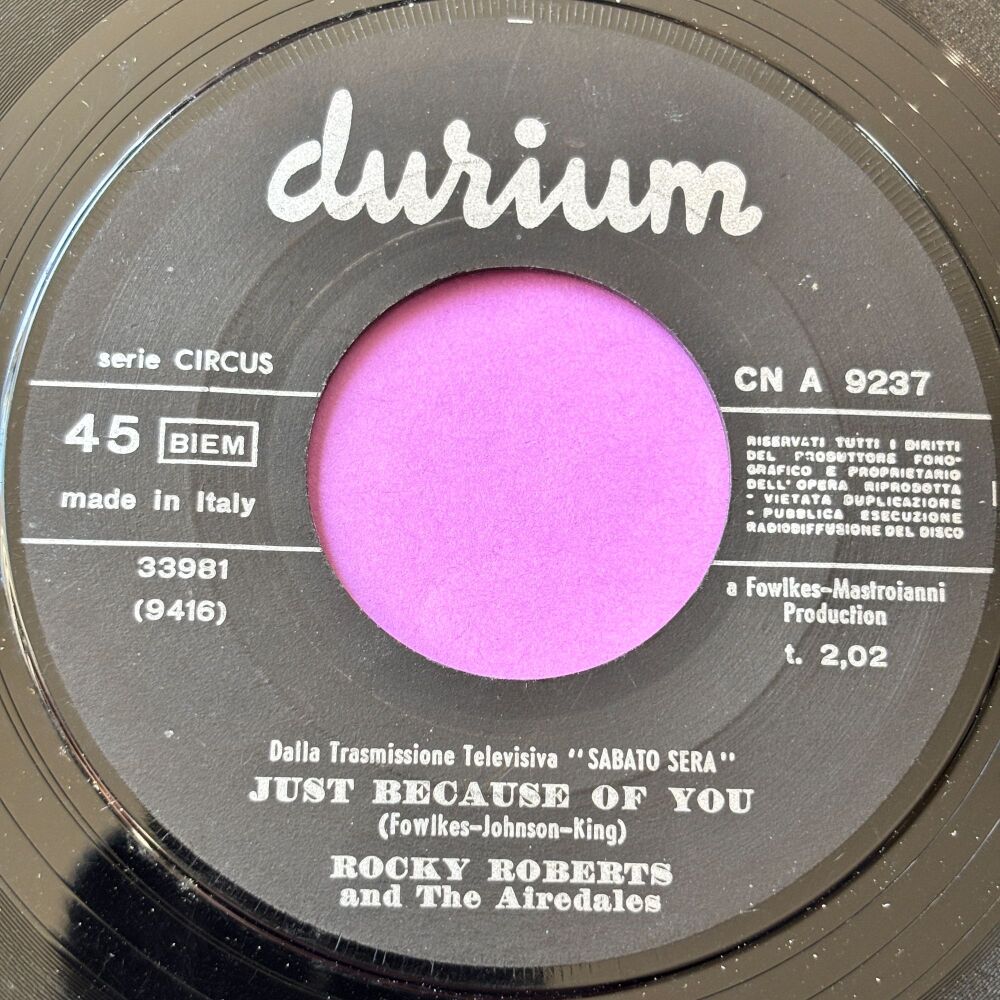 durium
serie CIRCUS
45 BIEM
made in Italy
33981
(9416)
CN A 9237
RISERVATI TUTTI I DIRITTI
DEL PRODUTTORE FONO-
GRAFICO E PROPRIETARIO
DELL'OPERA RIPRODOTTA
- VIETATA DUPLICAZIONE
- PUBBLICA ESECUZIONE
RADIODIFFUSIONE DEL DISCO
a Fowlkes-Mastroianni
Production
t. 2,02
Dalla Trasmissione Televisiva "SABATO SERA"
JUST BECAUSE OF YOU
(Fowlkes-Johnson-King)
ROCKY ROBERTS
and The Airedales